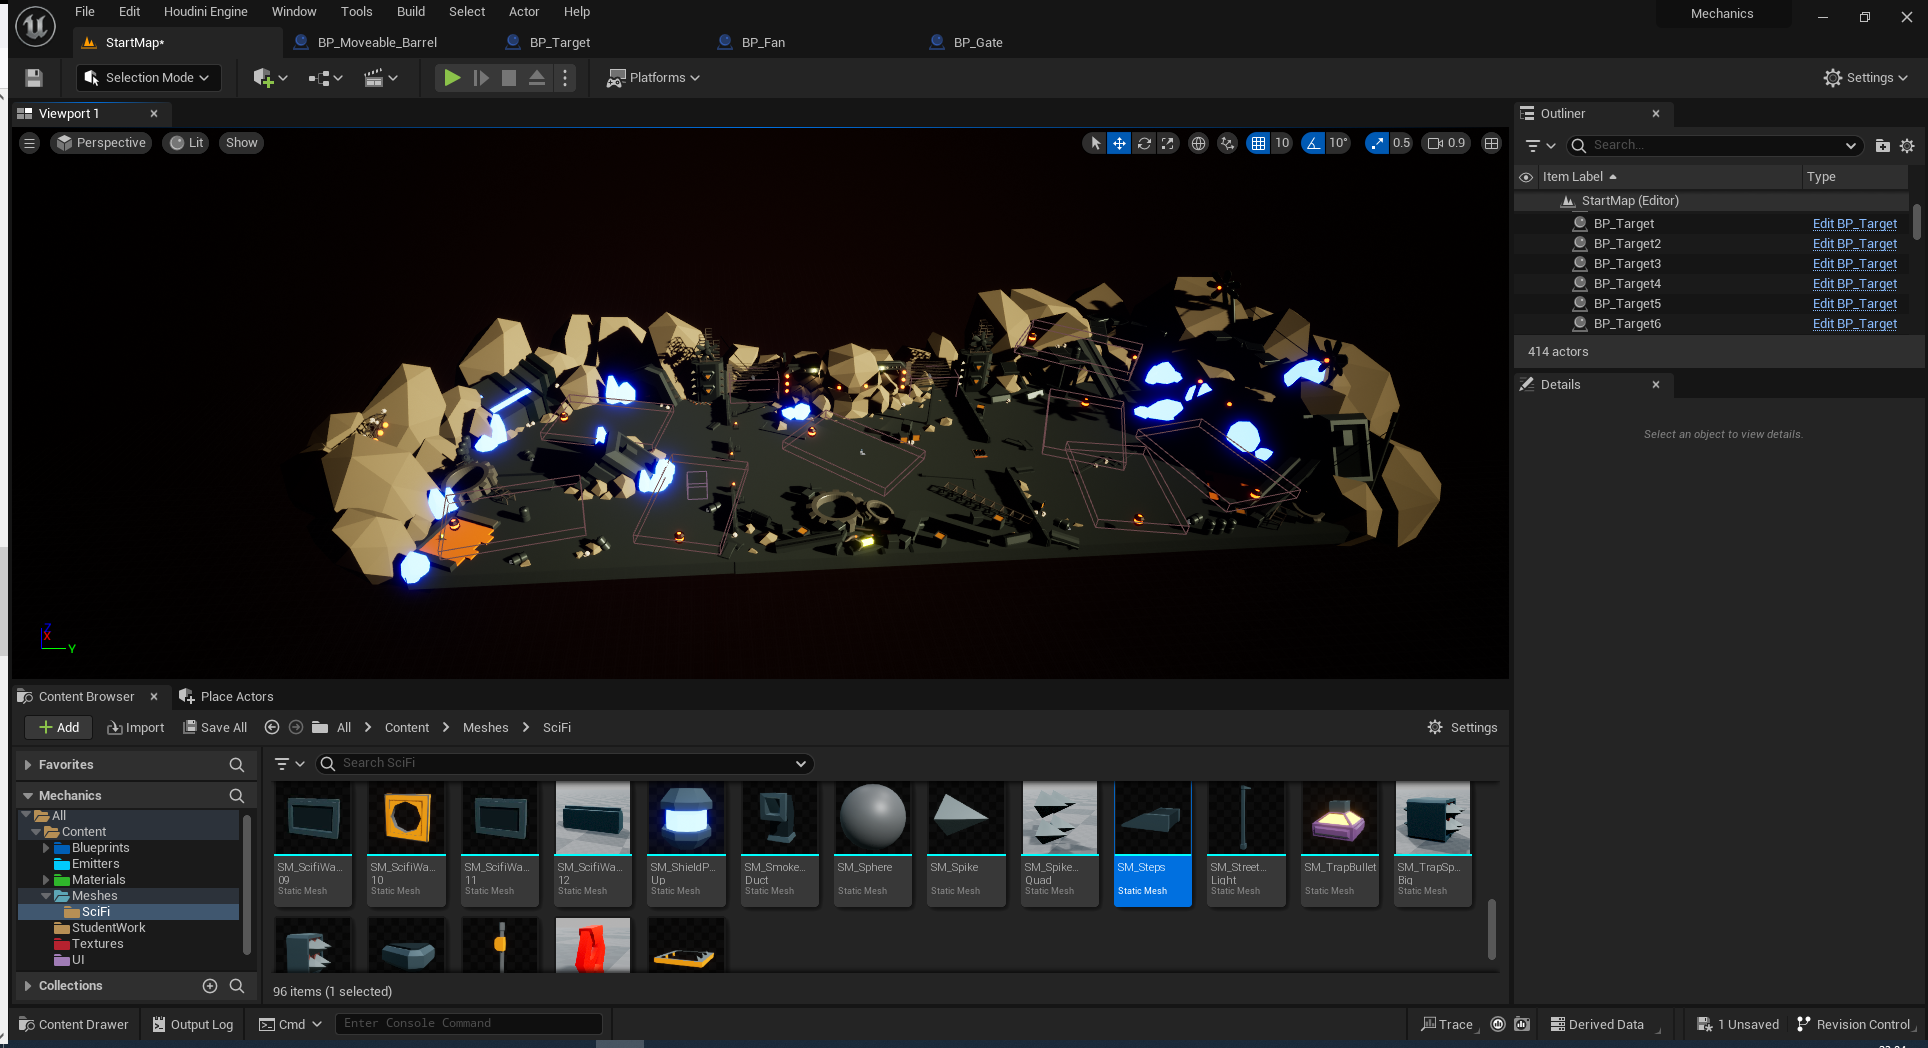 File Edit Houdini Engine Window Tools Build Select Actor Help
Mechanics
StartMap* BP_Moveable_Barrel BP_Target BP_Fan BP_Gate
Selection Mode Platforms Settings
Viewport 1
Outliner
Perspective Lit Show 10 10° 0.5 0.9
Search...
Item Label Type
StartMap (Editor)
BP_Target Edit BP_Target
BP_Target2 Edit BP_Target
BP_Target3 Edit BP_Target
BP_Target4 Edit BP_Target
BP_Target5 Edit BP_Target
BP_Target6 Edit BP_Target
414 actors
Details
Select an object to view details.
Z
X
Y
Content Browser Place Actors
Add Import Save All All Content Meshes SciFi Settings
Favorites
Search SciFi
Mechanics
All
Content
Blueprints
Emitters
Materials
Meshes
SciFi
StudentWork
Textures
UI
Collections
SM_ScifiWa...
09
Static Mesh
SM_ScifiWa...
10
Static Mesh
SM_ScifiWa...
11
Static Mesh
SM_ScifiWa...
12
Static Mesh
SM_ShieldP...
Up
Static Mesh
SM_Smoke...
Duct
Static Mesh
SM_Sphere
Static Mesh
SM_Spike
Static Mesh
SM_Spike...
Quad
Static Mesh
SM_Steps
Static Mesh
SM_Street...
Light
Static Mesh
SM_TrapBullet
Static Mesh
SM_TrapSp...
Big
Static Mesh
96 items (1 selected)
Content Drawer Output Log Cmd Enter Console Command Trace Derived Data 1 Unsaved Revision Control